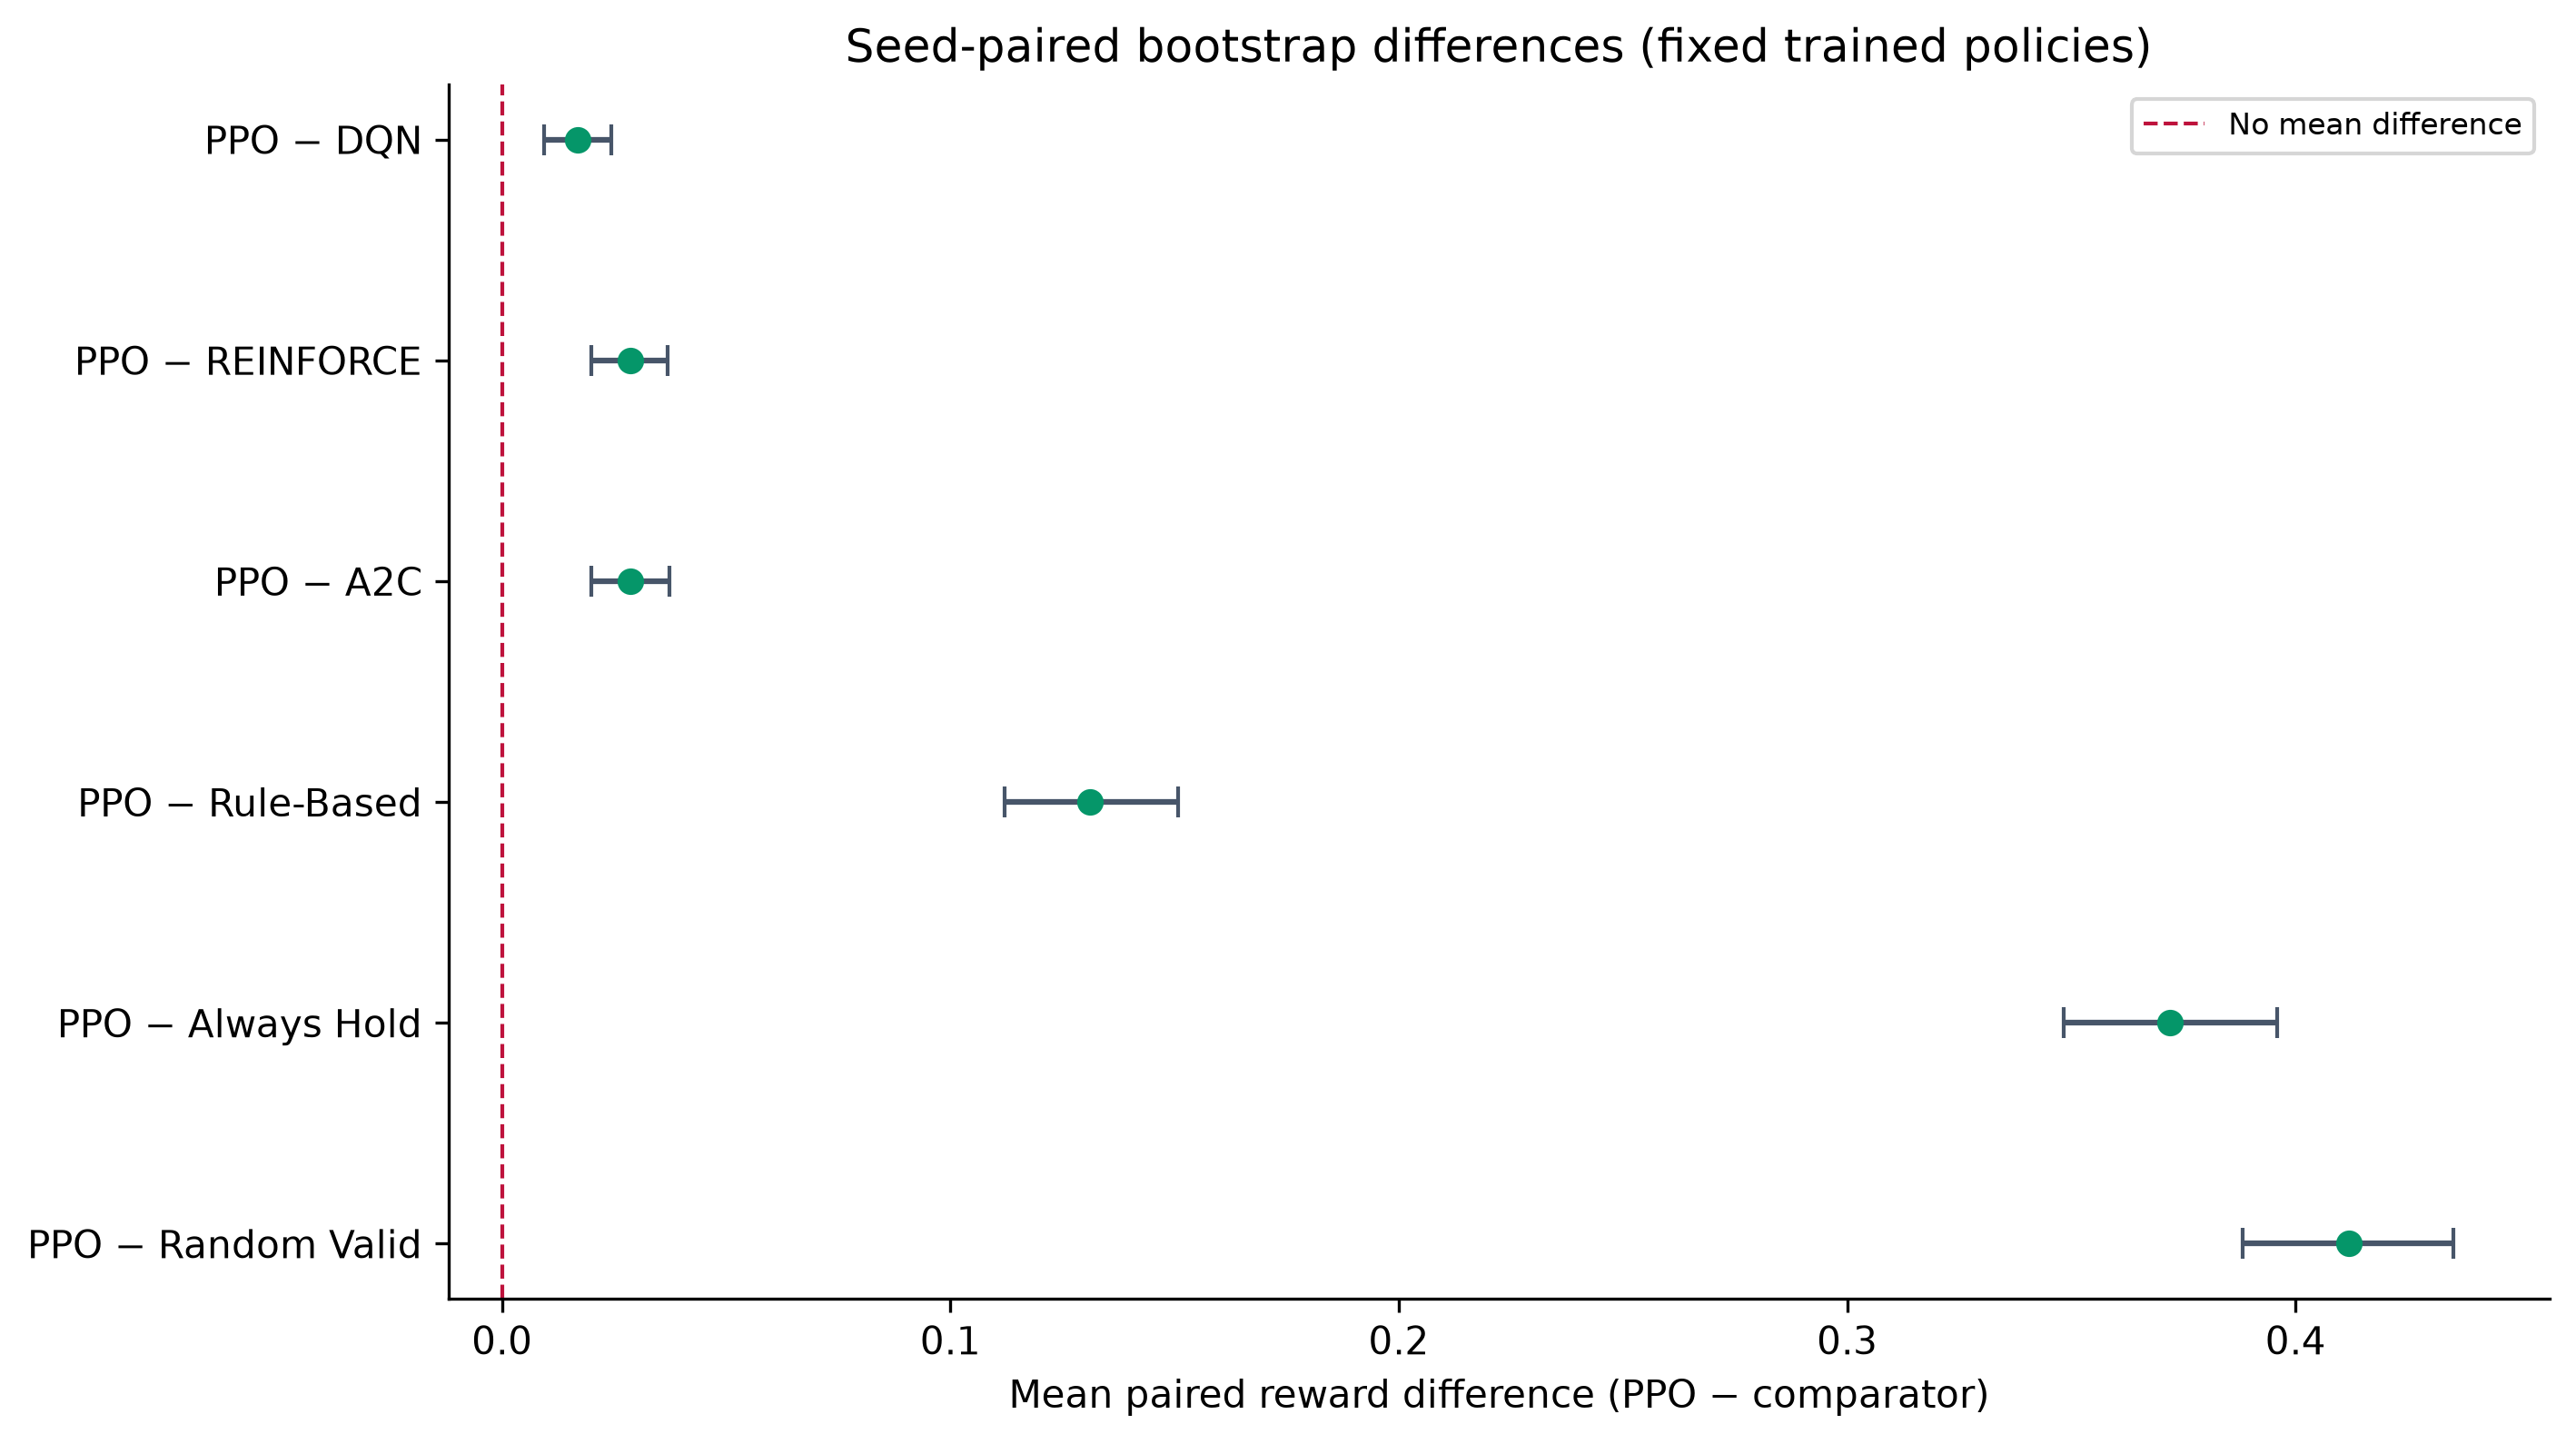 Seed-paired bootstrap differences (fixed trained policies)
No mean difference
PPO − DQN
PPO − REINFORCE
PPO − A2C
PPO − Rule-Based
PPO − Always Hold
PPO − Random Valid
0.0 0.1 0.2 0.3 0.4
Mean paired reward difference (PPO − comparator)